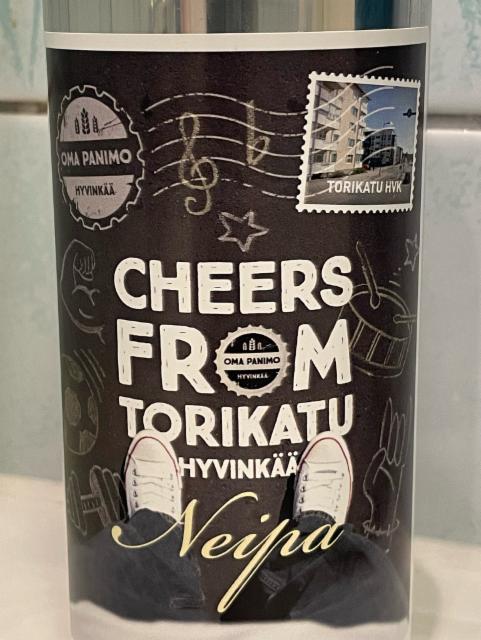 OMA PANIMO
HYVINKÄÄ
TORIKATU HVK
CHEERS
FROM
OMA PANIMO
HYVINKÄÄ
TORIKATU
HYVINKÄÄ
Neipa